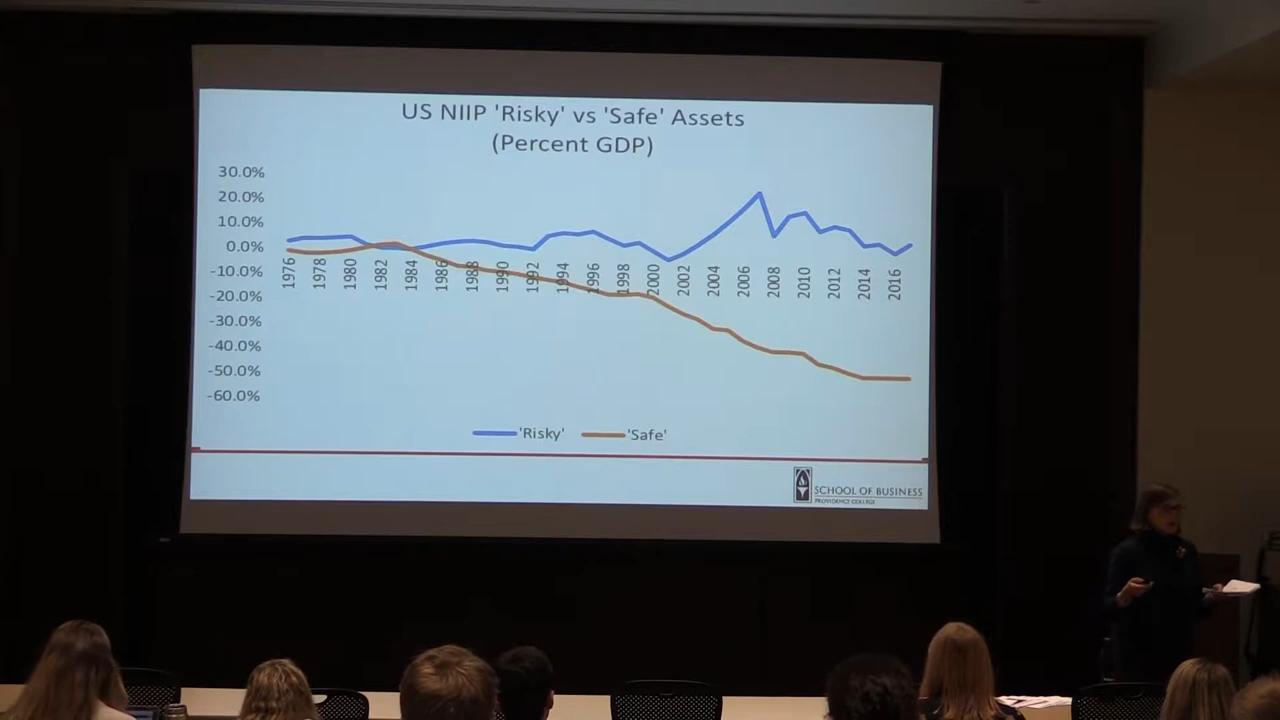 US NIIP 'Risky' vs 'Safe' Assets
(Percent GDP)
30.0%
20.0%
10.0%
0.0%
-10.0%
-20.0%
-30.0%
-40.0%
-50.0%
-60.0%
1976 1978 1980 1982 1984 1986 1988 1990 1992 1994 1996 1998 2000 2002 2004 2006 2008 2010 2012 2014 2016
'Risky' 'Safe'
SCHOOL OF BUSINESS
PROVIDENCE COLLEGE